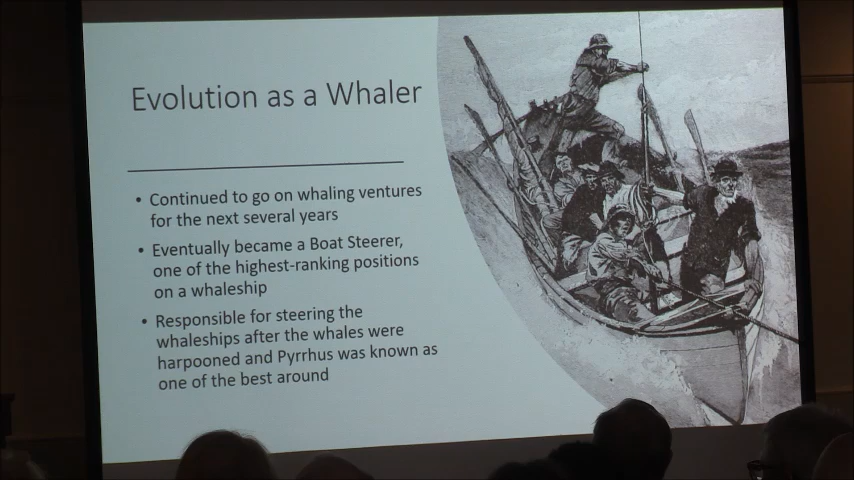 Evolution as a Whaler
• Continued to go on whaling ventures
for the next several years
• Eventually became a Boat Steerer,
one of the highest-ranking positions
on a whaleship
• Responsible for steering the
whaleships after the whales were
harpooned and Pyrrhus was known as
one of the best around